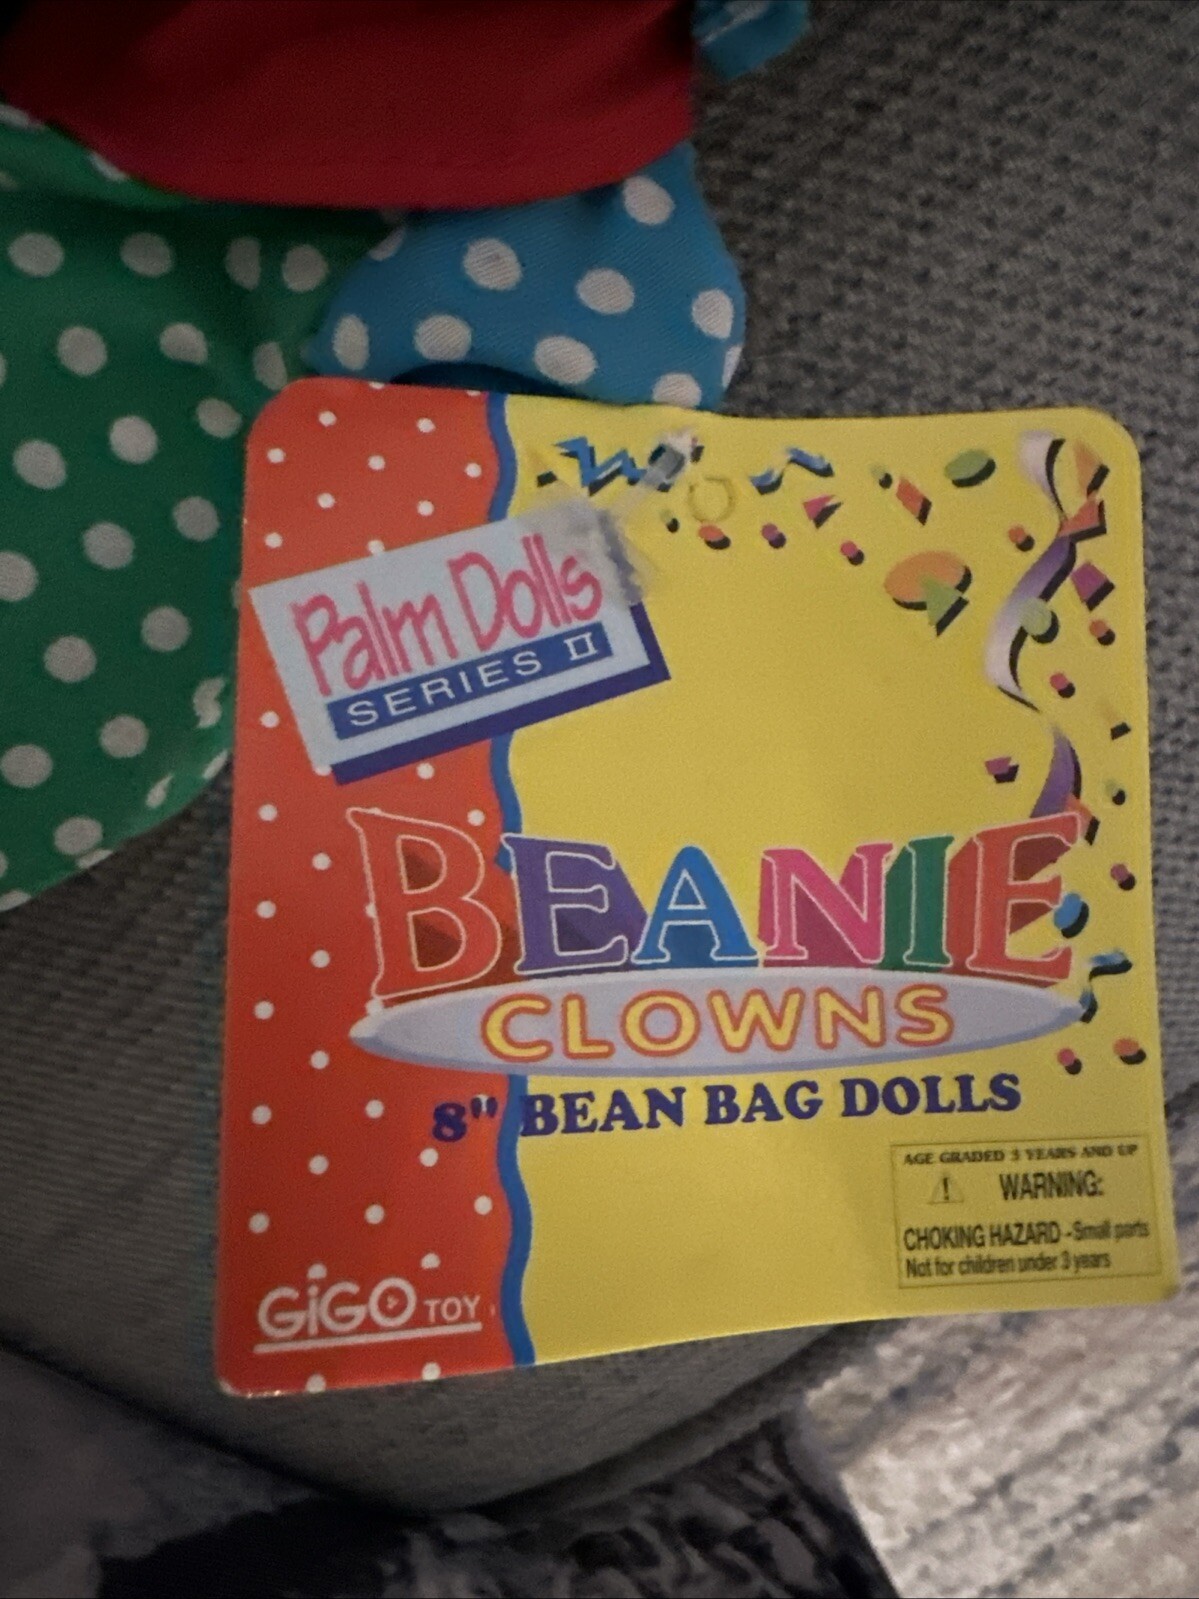 Palm Dolls
SERIES II
BEANIE
CLOWNS
8" BEAN BAG DOLLS
AGE GRADED 3 YEARS AND UP
! WARNING:
CHOKING HAZARD - Small parts
Not for children under 3 years
GiGO TOY